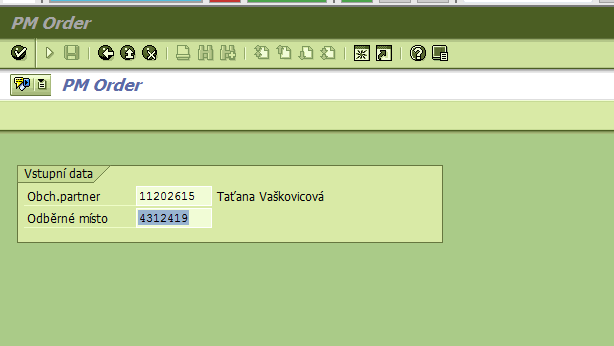 PM Order
PM Order
Vstupní data
Obch.partner 11202615 Taťana Vaškovicová
Odběrné místo 4312419